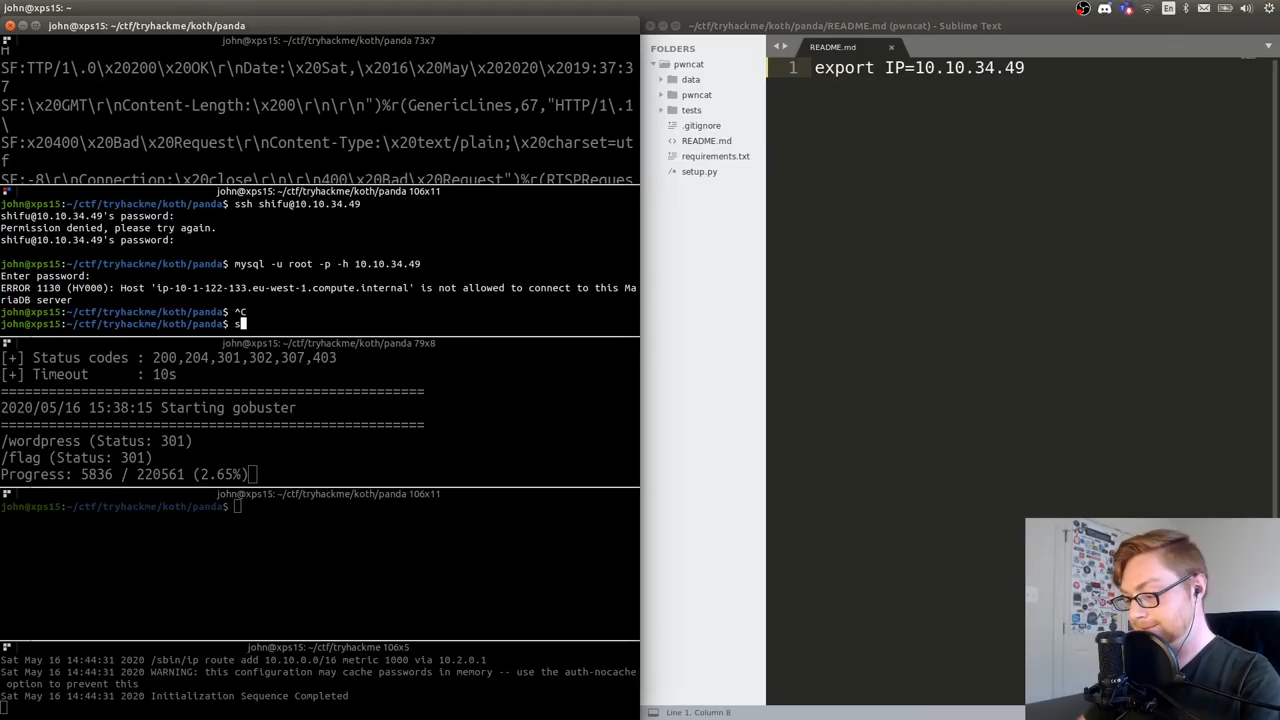 john@xps15: ~
En
john@xps15: ~/ctf/tryhackme/koth/panda
~/ctf/tryhackme/koth/panda/README.md (pwncat) - Sublime Text
john@xps15: ~/ctf/tryhackme/koth/panda 73x7
M
SF:TTP/1\.0\x20200\x20OK\r\nDate:\x20Sat,\x2016\x20May\x202020\x2019:37:3
7
SF:\x20GMT\r\nContent-Length:\x200\r\n\r\n")%r(GenericLines,67,"HTTP/1\.1
\
SF:x20400\x20Bad\x20Request\r\nContent-Type:\x20text/plain;\x20charset=ut
f
SF:-8\r\nConnection:\x20close\r\n\r\n400\x20Bad\x20Request")%r(RTSPReques
john@xps15: ~/ctf/tryhackme/koth/panda 106x11
john@xps15:~/ctf/tryhackme/koth/panda$ ssh shifu@10.10.34.49
shifu@10.10.34.49's password:
Permission denied, please try again.
shifu@10.10.34.49's password:
john@xps15:~/ctf/tryhackme/koth/panda$ mysql -u root -p -h 10.10.34.49
Enter password:
ERROR 1130 (HY000): Host 'ip-10-1-122-133.eu-west-1.compute.internal' is not allowed to connect to this Ma
riaDB server
john@xps15:~/ctf/tryhackme/koth/panda$ ^C
john@xps15:~/ctf/tryhackme/koth/panda$ s
john@xps15: ~/ctf/tryhackme/koth/panda 79x8
[+] Status codes : 200,204,301,302,307,403
[+] Timeout : 10s
===================================================
2020/05/16 15:38:15 Starting gobuster
===================================================
/wordpress (Status: 301)
/flag (Status: 301)
Progress: 5836 / 220561 (2.65%)
john@xps15: ~/ctf/tryhackme/koth/panda 106x11
john@xps15:~/ctf/tryhackme/koth/panda$
john@xps15: ~/ctf/tryhackme 106x5
Sat May 16 14:44:31 2020 /sbin/ip route add 10.10.0.0/16 metric 1000 via 10.2.0.1
Sat May 16 14:44:31 2020 WARNING: this configuration may cache passwords in memory -- use the auth-nocache
option to prevent this
Sat May 16 14:44:31 2020 Initialization Sequence Completed
FOLDERS
pwncat
data
pwncat
tests
.gitignore
README.md
requirements.txt
setup.py
README.md
1 export IP=10.10.34.49
Line 1, Column 8